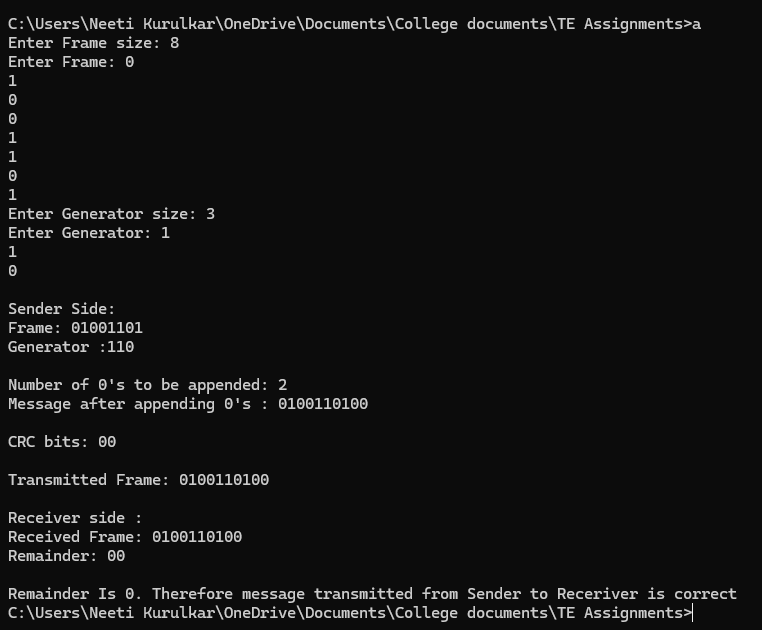 C:\Users\Neeti Kurulkar\OneDrive\Documents\College documents\TE Assignments>a
Enter Frame size: 8
Enter Frame: 0
1
0
0
1
1
0
1
Enter Generator size: 3
Enter Generator: 1
1
0
Sender Side:
Frame: 01001101
Generator :110
Number of 0's to be appended: 2
Message after appending 0's : 0100110100
CRC bits: 00
Transmitted Frame: 0100110100
Receiver side :
Received Frame: 0100110100
Remainder: 00
Remainder Is 0. Therefore message transmitted from Sender to Receriver is correct
C:\Users\Neeti Kurulkar\OneDrive\Documents\College documents\TE Assignments>